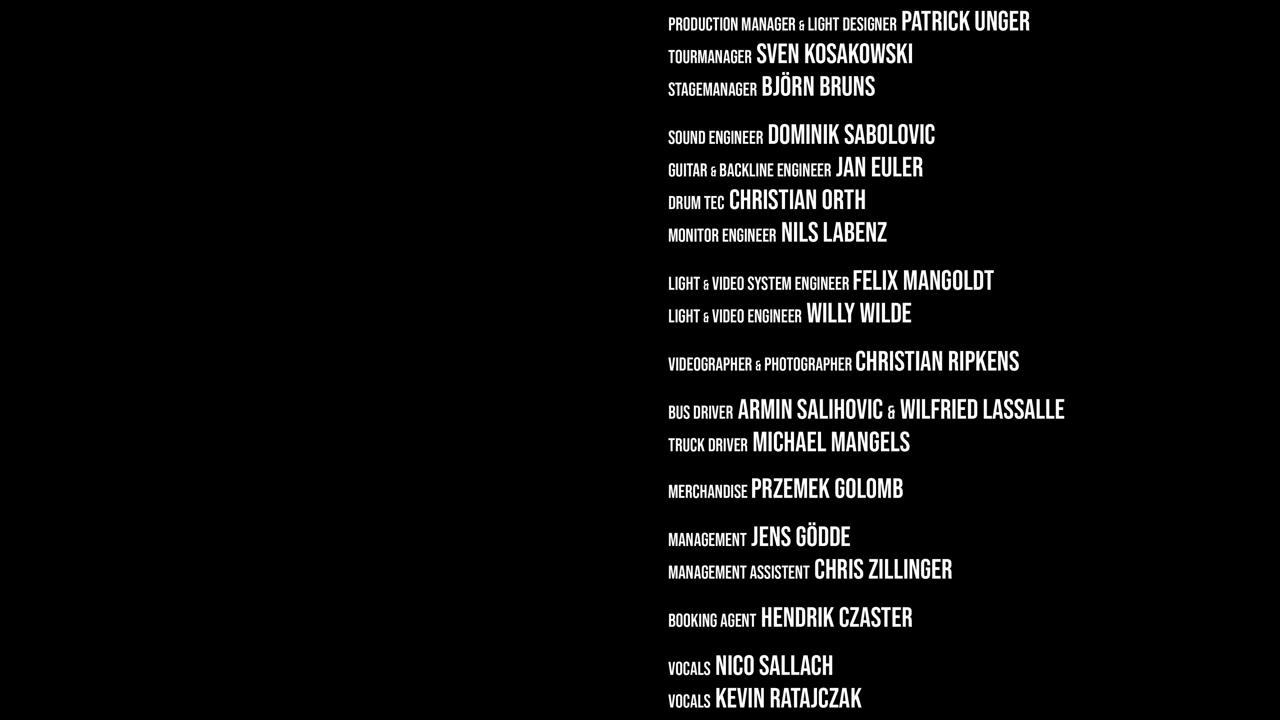 PRODUCTION MANAGER & LIGHT DESIGNER PATRICK UNGER
TOURMANAGER SVEN KOSAKOWSKI
STAGEMANAGER BJÖRN BRUNS
SOUND ENGINEER DOMINIK SABOLOVIC
GUITAR & BACKLINE ENGINEER JAN EULER
DRUM TEC CHRISTIAN ORTH
MONITOR ENGINEER NILS LABENZ
LIGHT & VIDEO SYSTEM ENGINEER FELIX MANGOLDT
LIGHT & VIDEO ENGINEER WILLY WILDE
VIDEOGRAPHER & PHOTOGRAPHER CHRISTIAN RIPKENS
BUS DRIVER ARMIN SALIHOVIC & WILFRIED LASSALLE
TRUCK DRIVER MICHAEL MANGELS
MERCHANDISE PRZEMEK GOLOMB
MANAGEMENT JENS GÖDDE
MANAGEMENT ASSISTENT CHRIS ZILLINGER
BOOKING AGENT HENDRIK CZASTER
VOCALS NICO SALLACH
VOCALS KEVIN RATAJCZAK